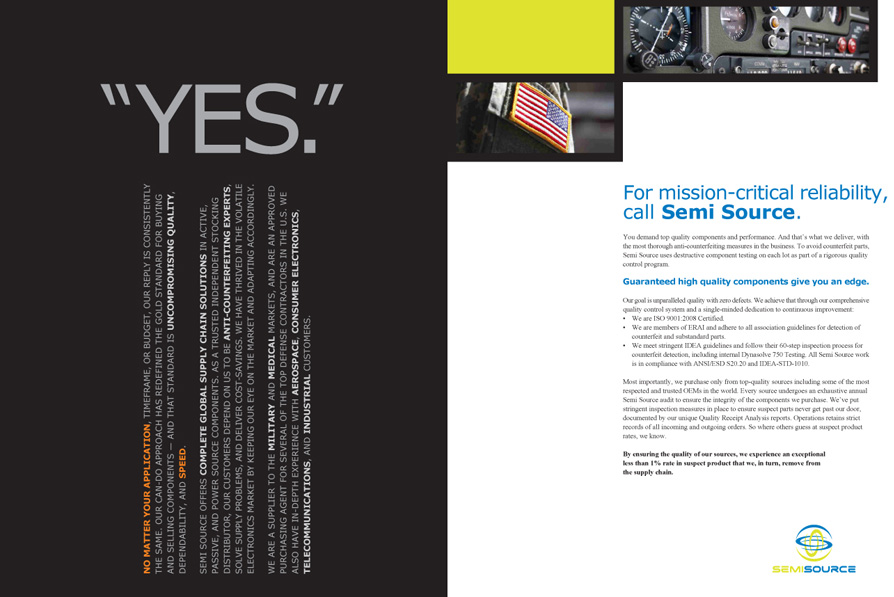 “YES.”
NO MATTER YOUR APPLICATION, TIMEFRAME, OR BUDGET, OUR REPLY IS CONSISTENTLY
THE SAME. OUR CAN-DO APPROACH HAS REDEFINED THE GOLD STANDARD FOR BUYING
AND SELLING COMPONENTS — AND THAT STANDARD IS UNCOMPROMISING QUALITY,
DEPENDABILITY, AND SPEED.
SEMI SOURCE OFFERS COMPLETE GLOBAL SUPPLY CHAIN SOLUTIONS IN ACTIVE,
PASSIVE, AND POWER SOURCE COMPONENTS. AS A TRUSTED INDEPENDENT STOCKING
DISTRIBUTOR, OUR CUSTOMERS DEPEND ON US TO BE ANTI-COUNTERFEITING EXPERTS,
SOLVE SUPPLY PROBLEMS, AND DELIVER COST-SAVINGS. WE HAVE THRIVED IN THE VOLATILE
ELECTRONICS MARKET BY KEEPING OUR EYE ON THE MARKET AND ADAPTING ACCORDINGLY.
WE ARE A SUPPLIER TO THE MILITARY AND MEDICAL MARKETS, AND ARE AN APPROVED
PURCHASING AGENT FOR SEVERAL OF THE TOP DEFENSE CONTRACTORS IN THE U.S. WE
ALSO HAVE IN-DEPTH EXPERIENCE WITH AEROSPACE, CONSUMER ELECTRONICS,
TELECOMMUNICATIONS, AND INDUSTRIAL CUSTOMERS.
For mission-critical reliability,
call Semi Source.
You demand top quality components and performance. And that's what we deliver, with
the most thorough anti-counterfeiting measures in the business. To avoid counterfeit parts,
Semi Source uses destructive component testing on each lot as part of a rigorous quality
control program.
Guaranteed high quality components give you an edge.
Our goal is unparalleled quality with zero defects. We achieve that through our comprehensive
quality control system and a single-minded dedication to continuous improvement:
• We are ISO 9001:2008 Certified.
• We are members of ERAI and adhere to all association guidelines for detection of
counterfeit and substandard parts.
• We meet stringent IDEA guidelines and follow their 60-step inspection process for
counterfeit detection, including internal Dynasolve 750 Testing. All Semi Source work
is in compliance with ANSI/ESD S20.20 and IDEA-STD-1010.
Most importantly, we purchase only from top-quality sources including some of the most
respected and trusted OEMs in the world. Every source undergoes an exhaustive annual
Semi Source audit to ensure the integrity of the components we purchase. We've put
stringent inspection measures in place to ensure suspect parts never get past our door,
documented by our unique Quality Receipt Analysis reports. Operations retains strict
records of all incoming and outgoing orders. So where others guess at suspect product
rates, we know.
By ensuring the quality of our sources, we experience an exceptional
less than 1% rate in suspect product that we, in turn, remove from
the supply chain.
SEMISOURCE